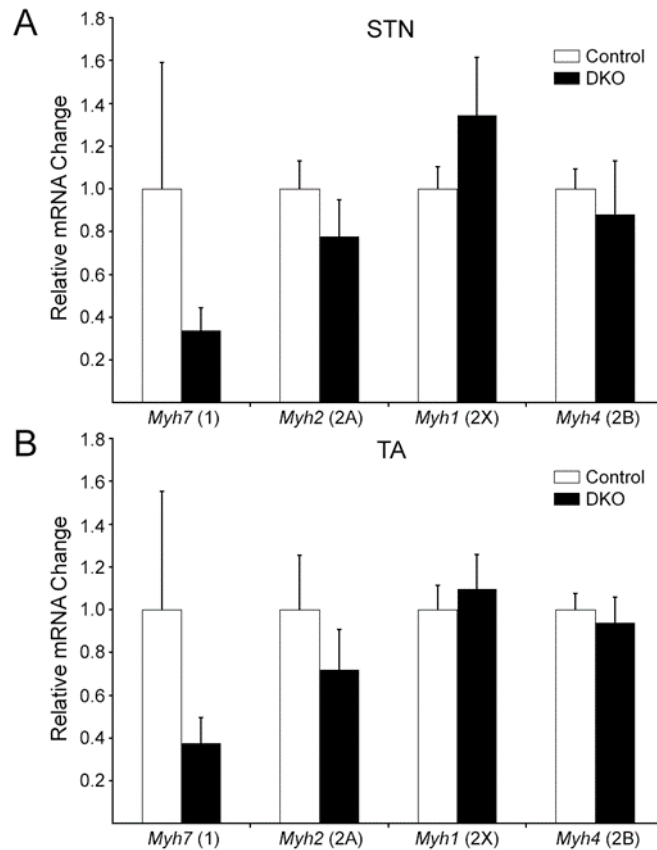 A
STN
Control
DKO
Relative mRNA Change
1.8
1.6
1.4
1.2
1.0
0.8
0.6
0.4
0.2
Myh7 (1) Myh2 (2A) Myh1 (2X) Myh4 (2B)
B
TA
Control
DKO
Relative mRNA Change
1.8
1.6
1.4
1.2
1.0
0.8
0.6
0.4
0.2
Myh7 (1) Myh2 (2A) Myh1 (2X) Myh4 (2B)